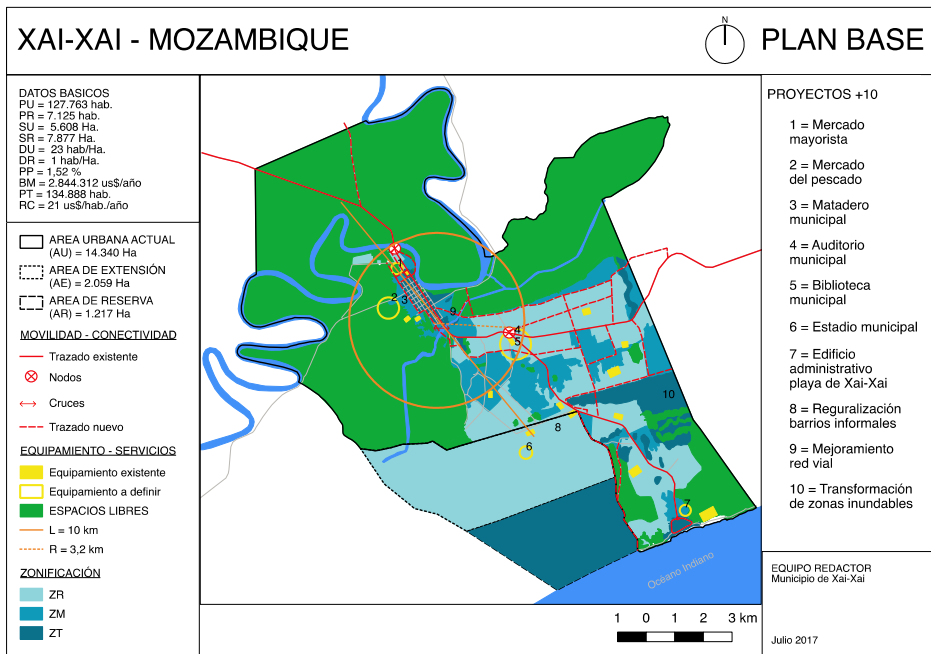 XAI-XAI - MOZAMBIQUE
N
PLAN BASE
DATOS BASICOS
PU = 127.763 hab.
PR = 7.125 hab.
SU = 5.608 Ha.
SR = 7.877 Ha.
DU = 23 hab/Ha.
DR = 1 hab/Ha.
PP = 1,52 %
BM = 2.844.312 us$/año
PT = 134.888 hab.
RC = 21 us$/hab./año
AREA URBANA ACTUAL
(AU) = 14.340 Ha
AREA DE EXTENSIÓN
(AE) = 2.059 Ha
AREA DE RESERVA
(AR) = 1.217 Ha
MOVILIDAD - CONECTIVIDAD
Trazado existente
Nodos
Cruces
Trazado nuevo
EQUIPAMIENTO - SERVICIOS
Equipamiento existente
Equipamiento a definir
ESPACIOS LIBRES
L = 10 km
R = 3,2 km
ZONIFICACIÓN
ZR
ZM
ZT
1
2
3
9
4
5
10
8
6
7
Océano Indiano
1 0 1 2 3 km
PROYECTOS +10
1 = Mercado
mayorista
2 = Mercado
del pescado
3 = Matadero
municipal
4 = Auditorio
municipal
5 = Biblioteca
municipal
6 = Estadio municipal
7 = Edificio
administrativo
playa de Xai-Xai
8 = Reguralización
barrios informales
9 = Mejoramiento
red vial
10 = Transformación
de zonas inundables
EQUIPO REDACTOR
Municipio de Xai-Xai
Julio 2017